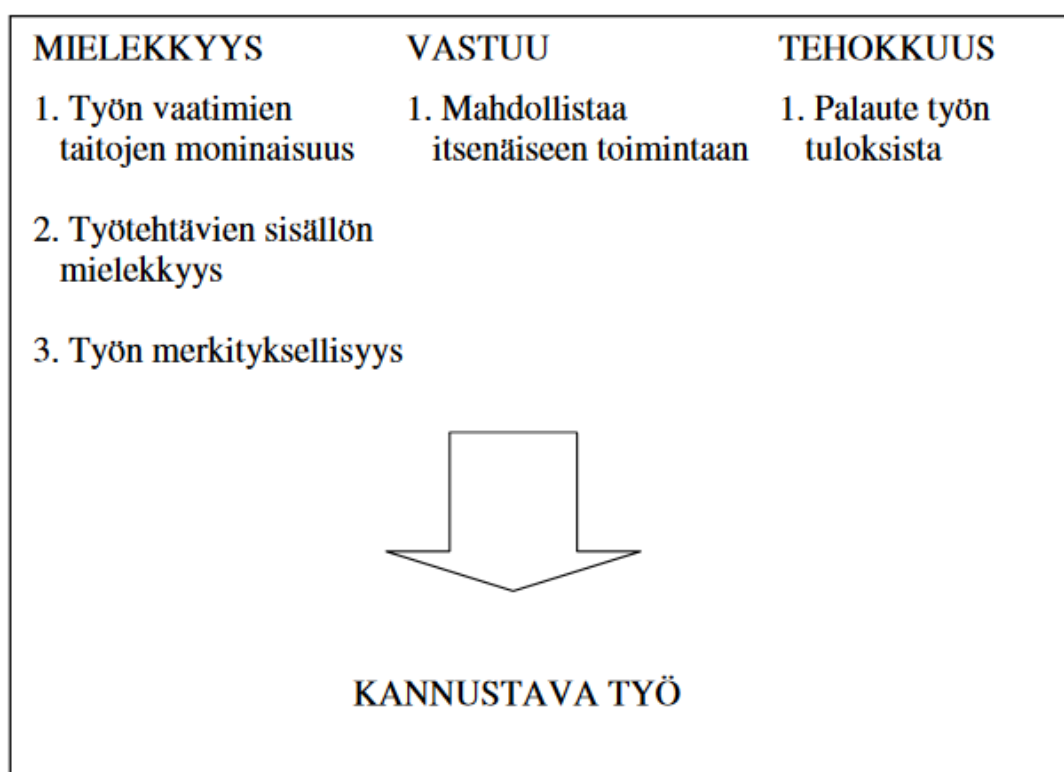 MIELEKKYYS VASTUU TEHOKKUUS
1. Työn vaatimien
taitojen moninaisuus
1. Mahdollistaa
itsenäiseen toimintaan
1. Palaute työn
tuloksista
2. Työtehtävien sisällön
mielekkyys
3. Työn merkityksellisyys
KANNUSTAVA TYÖ